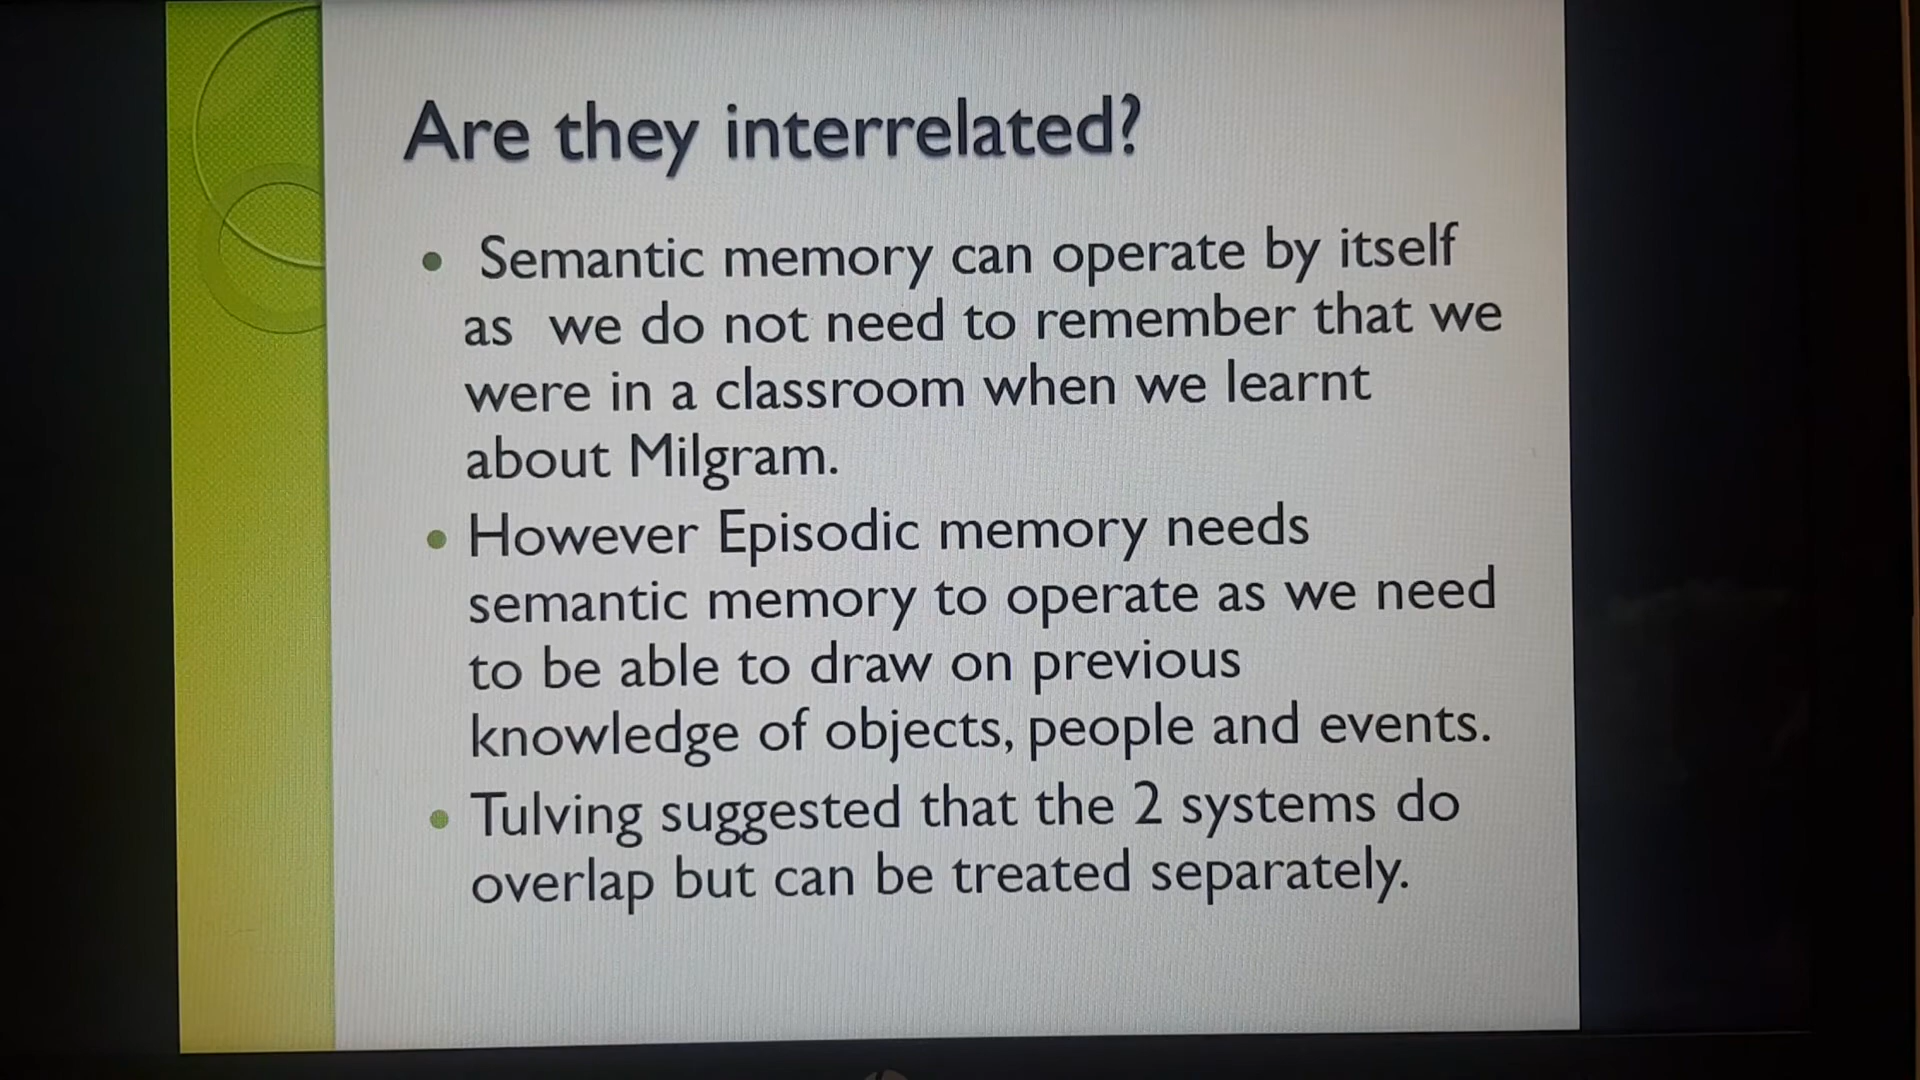 Are they interrelated?
• Semantic memory can operate by itself
as we do not need to remember that we
were in a classroom when we learnt
about Milgram.
• However Episodic memory needs
semantic memory to operate as we need
to be able to draw on previous
knowledge of objects, people and events.
• Tulving suggested that the 2 systems do
overlap but can be treated separately.